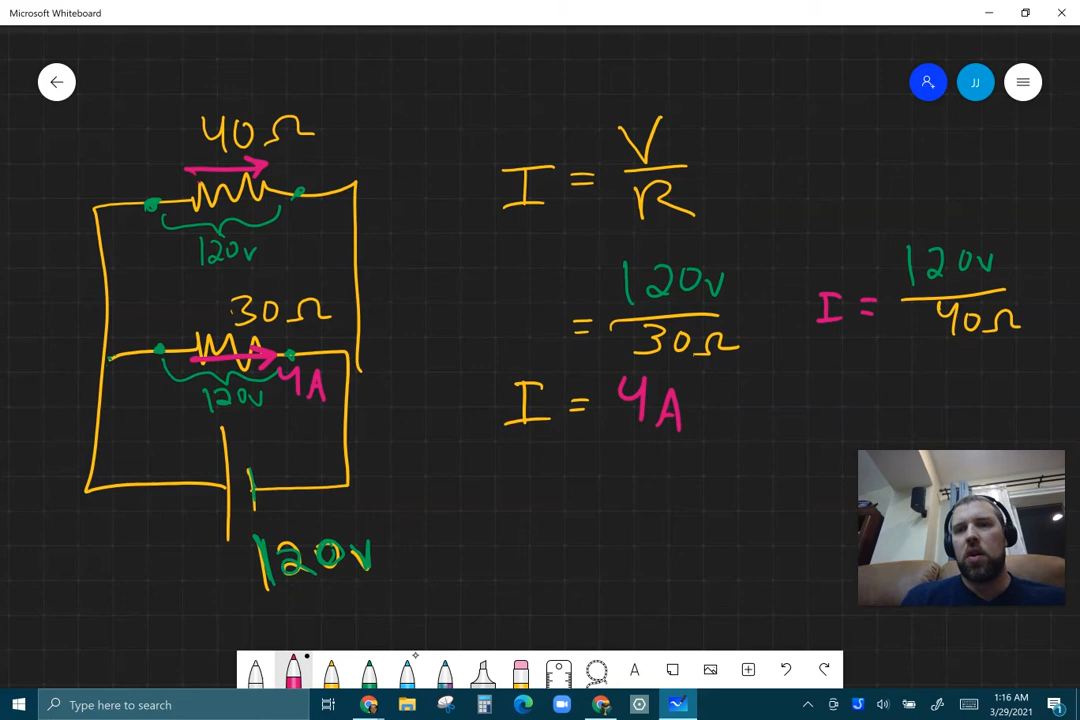 Microsoft Whiteboard
JJ
40Ω
120v
30Ω
4A
120v
120v
I = V/R
= 120v/30Ω
I = 4A
I = 120v/40Ω
A
Type here to search
1:16 AM
3/29/2021